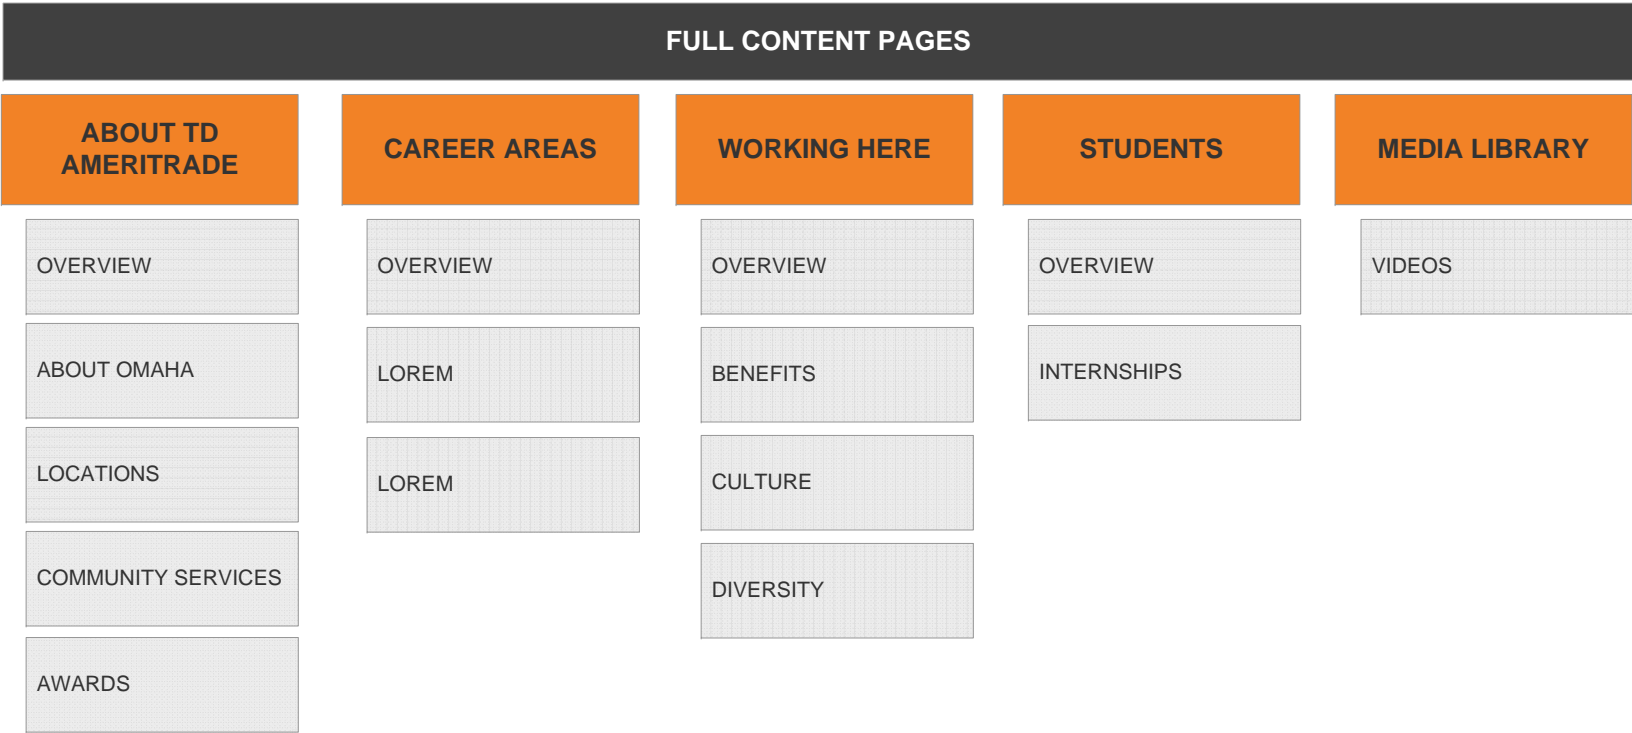 FULL CONTENT PAGES
ABOUT TD
AMERITRADE
OVERVIEW
ABOUT OMAHA
LOCATIONS
COMMUNITY SERVICES
AWARDS
CAREER AREAS
OVERVIEW
LOREM
LOREM
WORKING HERE
OVERVIEW
BENEFITS
CULTURE
DIVERSITY
STUDENTS
OVERVIEW
INTERNSHIPS
MEDIA LIBRARY
VIDEOS